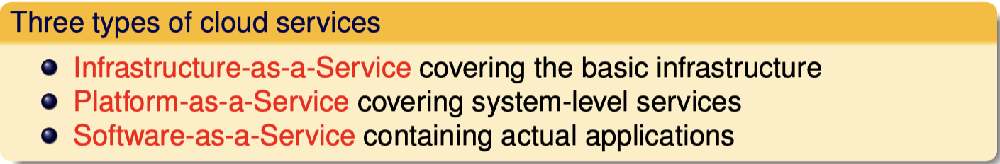 Three types of cloud services
Infrastructure-as-a-Service covering the basic infrastructure
Platform-as-a-Service covering system-level services
Software-as-a-Service containing actual applications